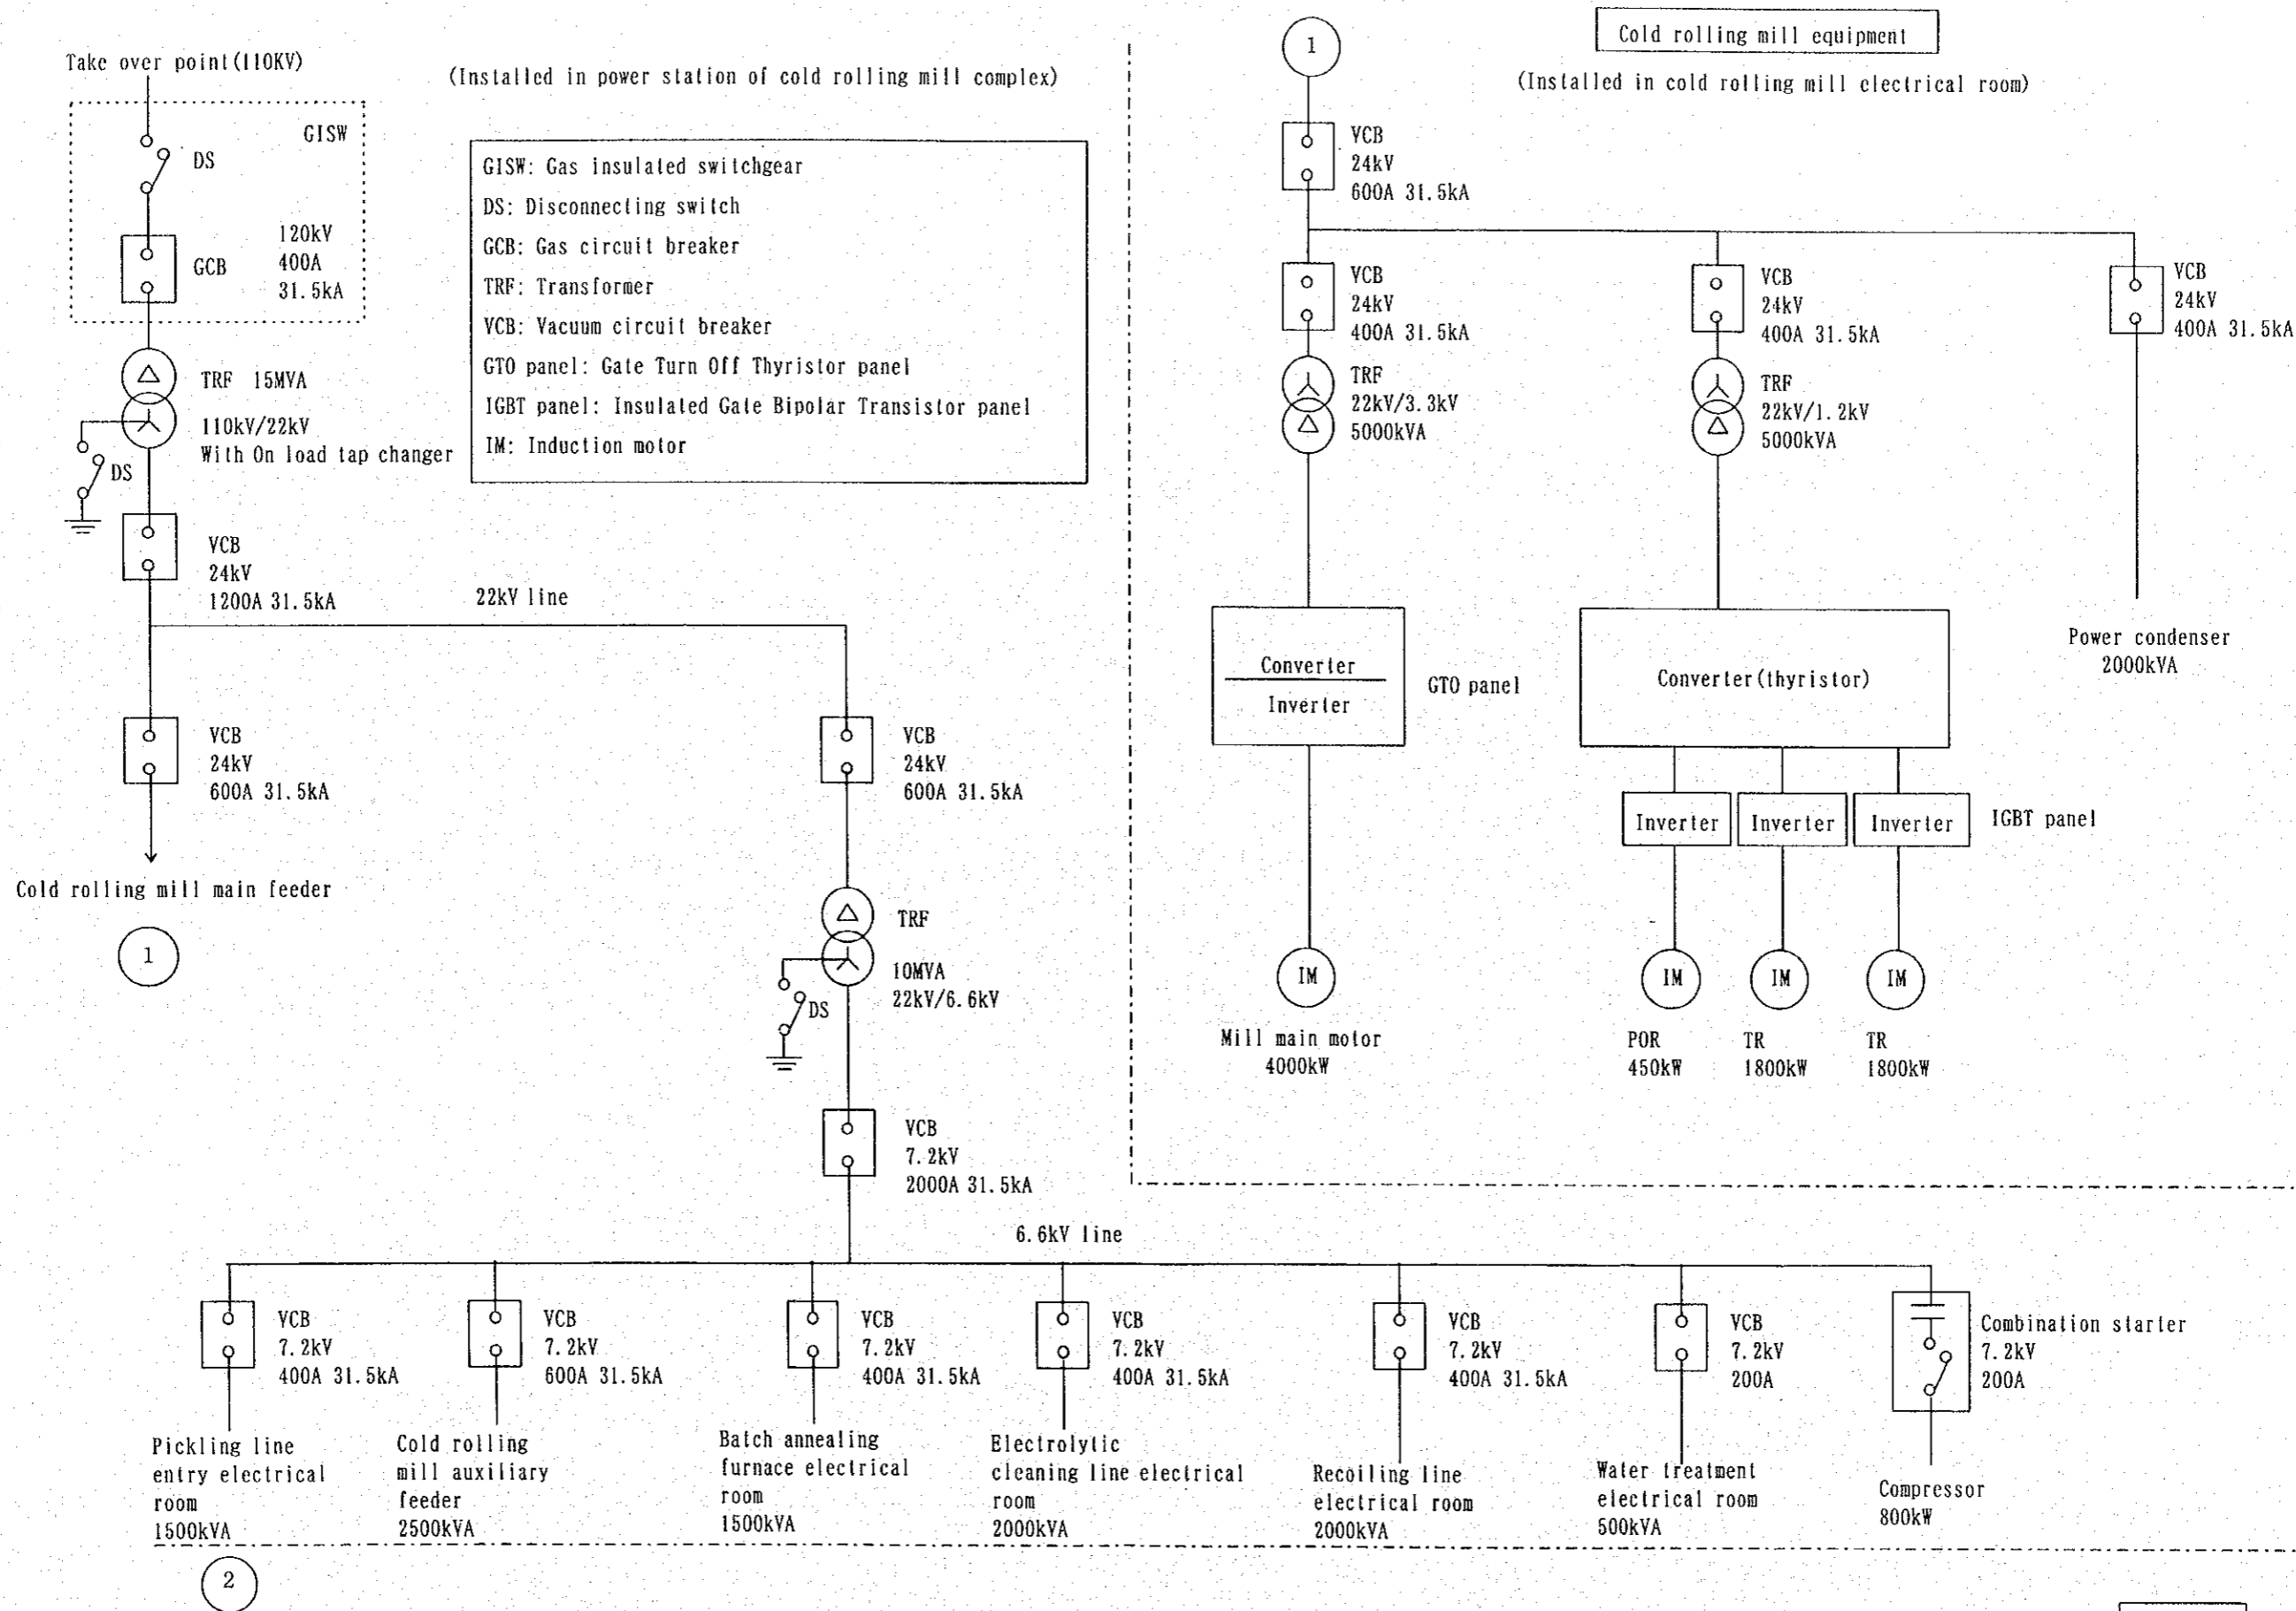 Take over point(110KV)
(Installed in power station of cold rolling mill complex)
GISW
DS
GCB
120kV
400A
31.5kA
TRF 15MVA
110kV/22kV
With On load tap changer
DS
VCB
24kV
1200A 31.5kA
GISW: Gas insulated switchgear
DS: Disconnecting switch
GCB: Gas circuit breaker
TRF: Transformer
VCB: Vacuum circuit breaker
GTO panel: Gate Turn Off Thyristor panel
IGBT panel: Insulated Gate Bipolar Transistor panel
IM: Induction motor
22kV line
VCB
24kV
600A 31.5kA
Cold rolling mill main feeder
1
VCB
24kV
600A 31.5kA
TRF
10MVA
22kV/6.6kV
DS
VCB
7.2kV
2000A 31.5kA
1
Cold rolling mill equipment
(Installed in cold rolling mill electrical room)
VCB
24kV
600A 31.5kA
VCB
24kV
400A 31.5kA
TRF
22kV/3.3kV
5000kVA
VCB
24kV
400A 31.5kA
TRF
22kV/1.2kV
5000kVA
VCB
24kV
400A 31.5kA
Power condenser
2000kVA
Converter
Inverter
GTO panel
Converter(thyristor)
Inverter
Inverter
Inverter
IGBT panel
IM
IM
IM
IM
Mill main motor
4000kW
POR
450kW
TR
1800kW
TR
1800kW
6.6kV line
VCB
7.2kV
400A 31.5kA
Pickling line
entry electrical
room
1500kVA
VCB
7.2kV
600A 31.5kA
Cold rolling
mill auxiliary
feeder
2500kVA
VCB
7.2kV
400A 31.5kA
Batch annealing
furnace electrical
room
1500kVA
VCB
7.2kV
400A 31.5kA
Electrolytic
cleaning line electrical
room
2000kVA
VCB
7.2kV
400A 31.5kA
Recoiling line
electrical room
2000kVA
VCB
7.2kV
200A
Water treatment
electrical room
500kVA
Combination starter
7.2kV
200A
Compressor
800kW
2